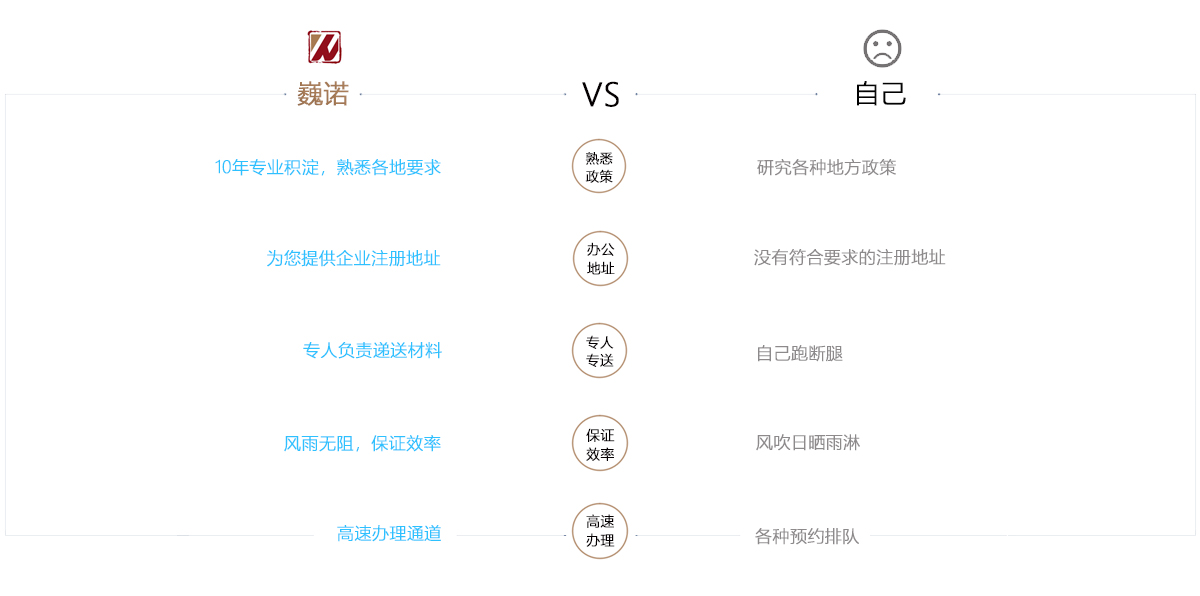 巍诺
VS
自己
10年专业积淀，熟悉各地要求
熟悉
政策
研究各种地方政策
为您提供企业注册地址
办公
地址
没有符合要求的注册地址
专人负责递送材料
专人
专送
自己跑断腿
风雨无阻，保证效率
保证
效率
风吹日晒雨淋
高速办理通道
高速
办理
各种预约排队